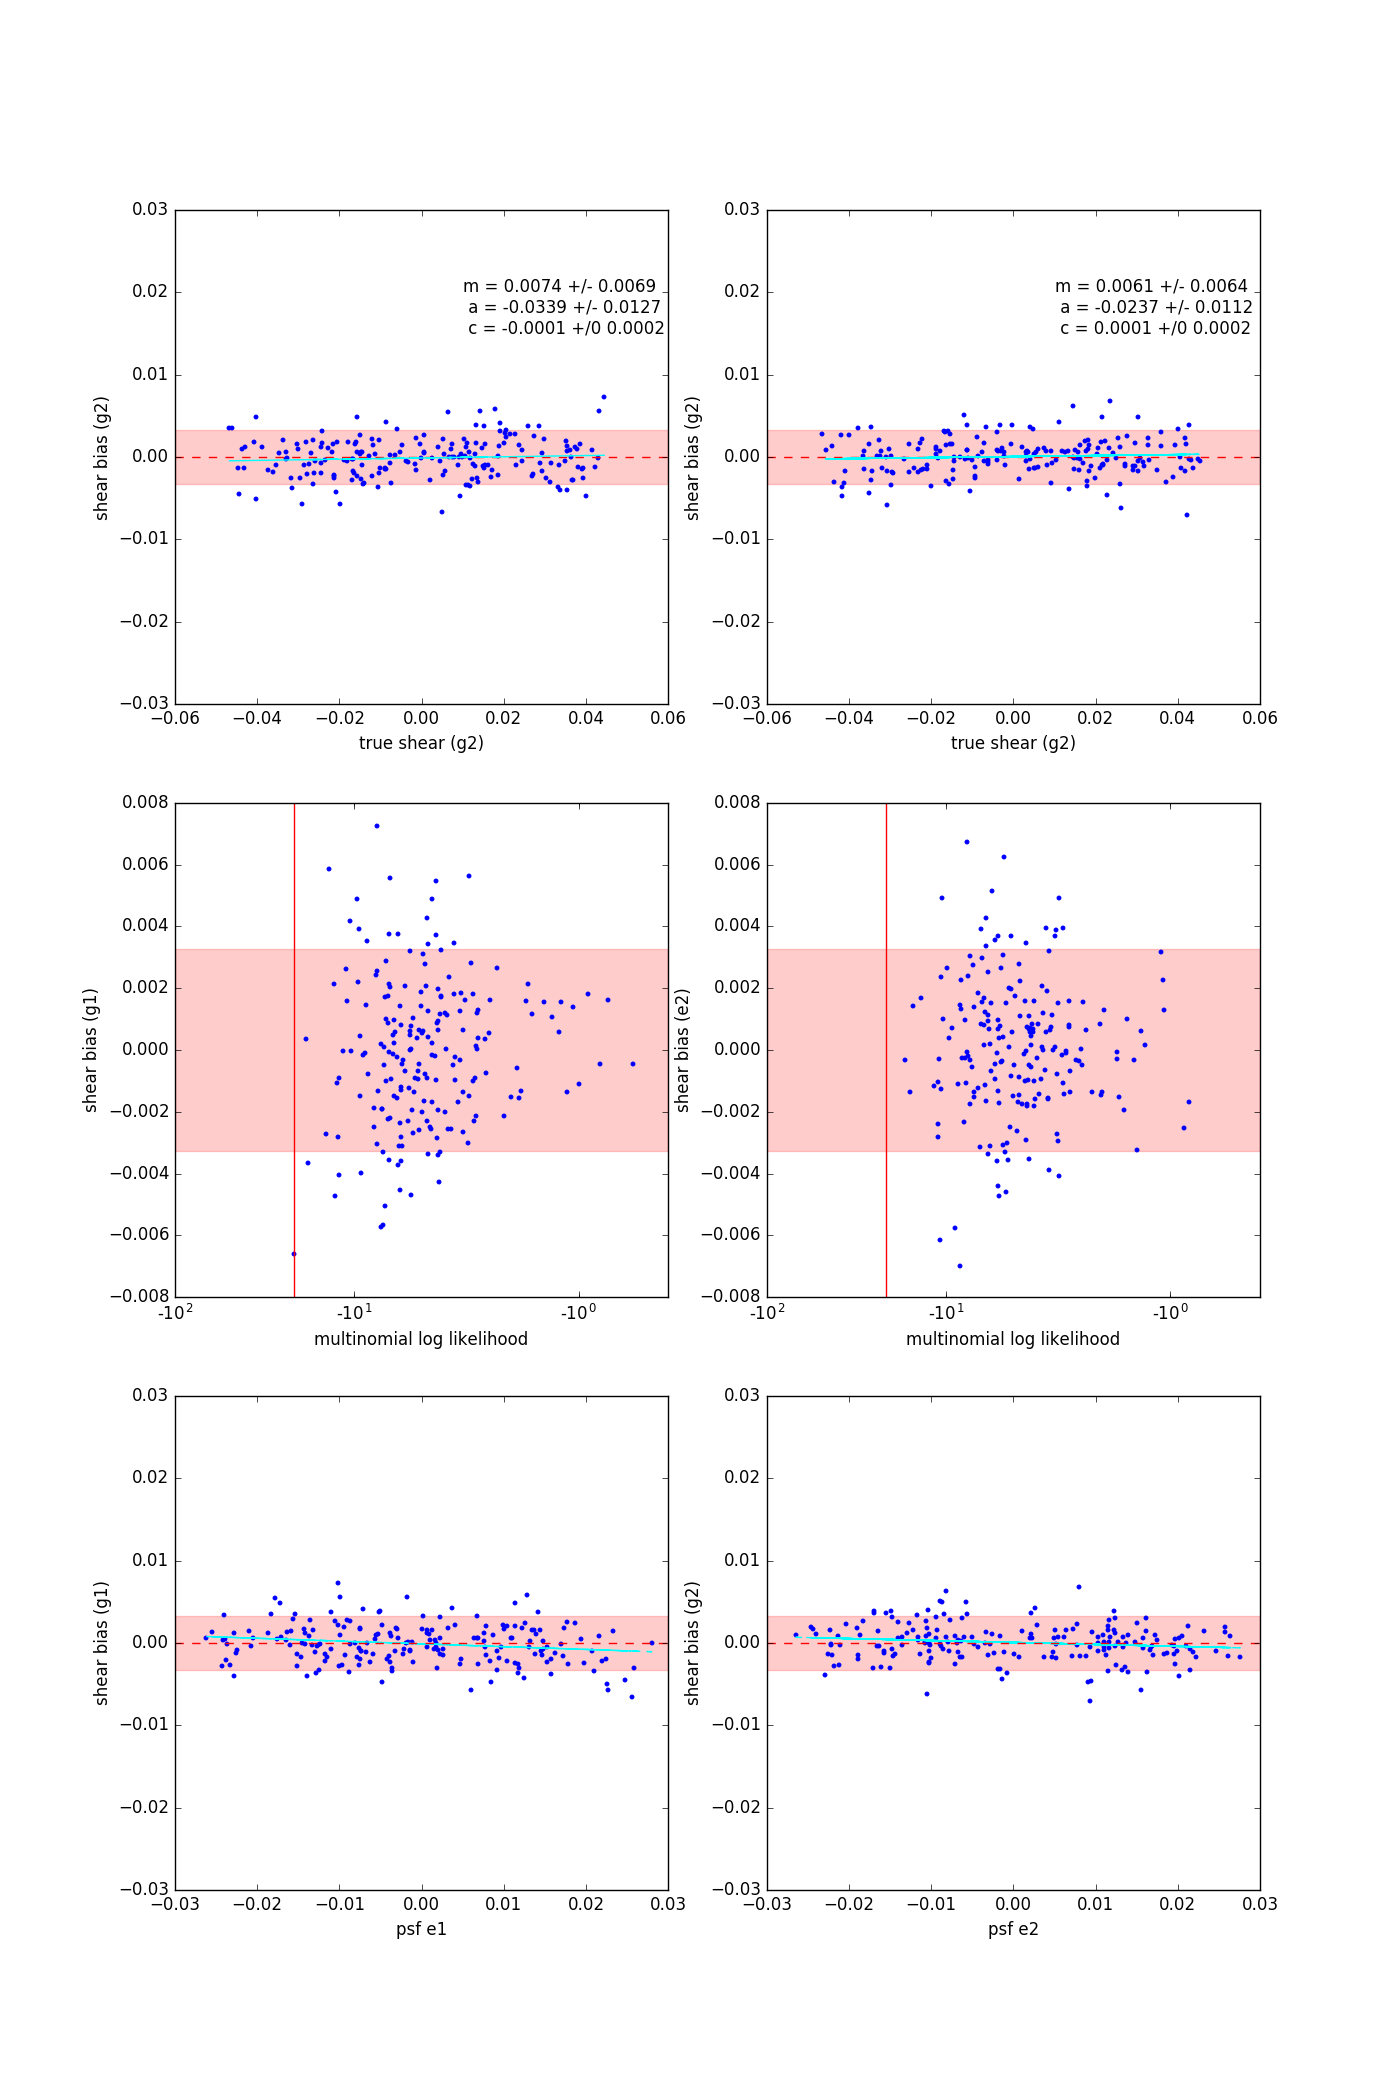 0.03
0.02
0.01
0.00
−0.01
−0.02
−0.03
shear bias (g2)
m = 0.0074 +/- 0.0069
a = -0.0339 +/- 0.0127
c = -0.0001 +/0 0.0002
−0.06 −0.04 −0.02 0.00 0.02 0.04 0.06
true shear (g2)
0.03
0.02
0.01
0.00
−0.01
−0.02
−0.03
shear bias (g2)
m = 0.0061 +/- 0.0064
a = -0.0237 +/- 0.0112
c = 0.0001 +/0 0.0002
−0.06 −0.04 −0.02 0.00 0.02 0.04 0.06
true shear (g2)
0.008
0.006
0.004
0.002
0.000
−0.002
−0.004
−0.006
−0.008
shear bias (g1)
-10² -10¹ -10⁰
multinomial log likelihood
0.008
0.006
0.004
0.002
0.000
−0.002
−0.004
−0.006
−0.008
shear bias (e2)
-10² -10¹ -10⁰
multinomial log likelihood
0.03
0.02
0.01
0.00
−0.01
−0.02
−0.03
shear bias (g1)
−0.03 −0.02 −0.01 0.00 0.01 0.02 0.03
psf e1
0.03
0.02
0.01
0.00
−0.01
−0.02
−0.03
shear bias (g2)
−0.03 −0.02 −0.01 0.00 0.01 0.02 0.03
psf e2